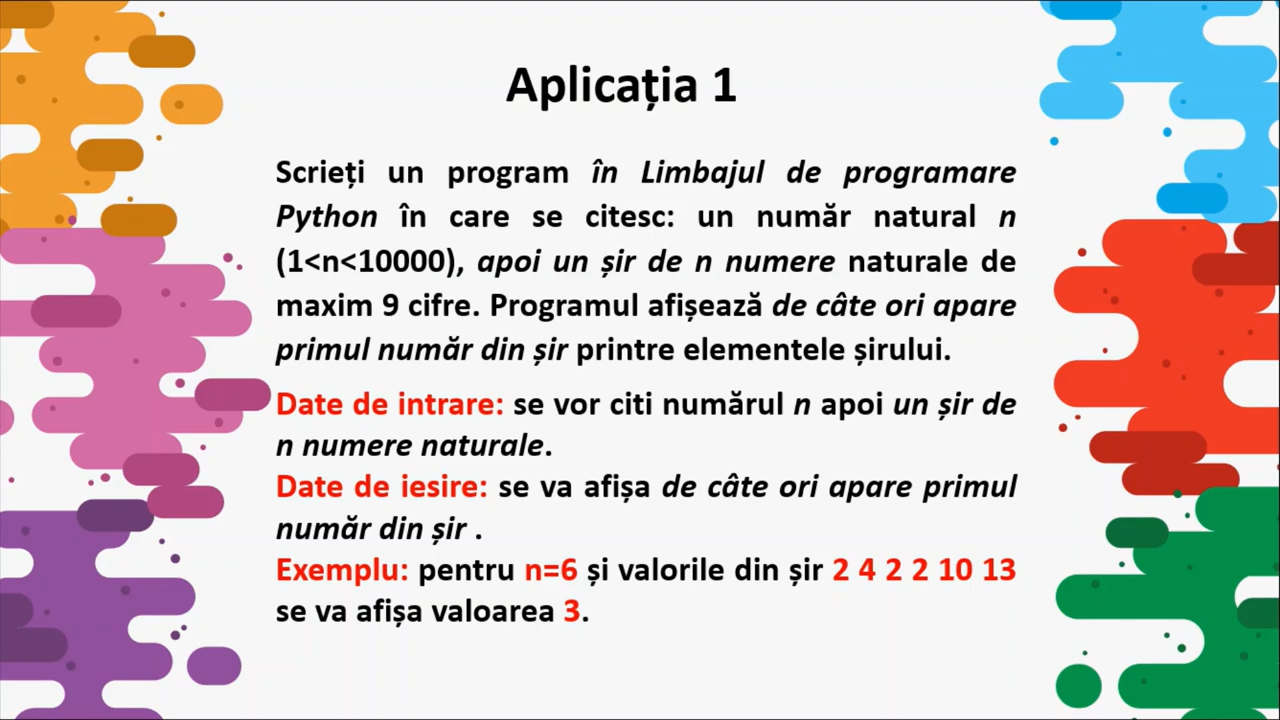 Aplicația 1
Scrieți un program în Limbajul de programare
Python în care se citesc: un număr natural n
(1<n<10000), apoi un șir de n numere naturale de
maxim 9 cifre. Programul afișează de câte ori apare
primul număr din șir printre elementele șirului.
Date de intrare: se vor citi numărul n apoi un șir de
n numere naturale.
Date de iesire: se va afișa de câte ori apare primul
număr din șir .
Exemplu: pentru n=6 și valorile din șir 2 4 2 2 10 13
se va afișa valoarea 3.